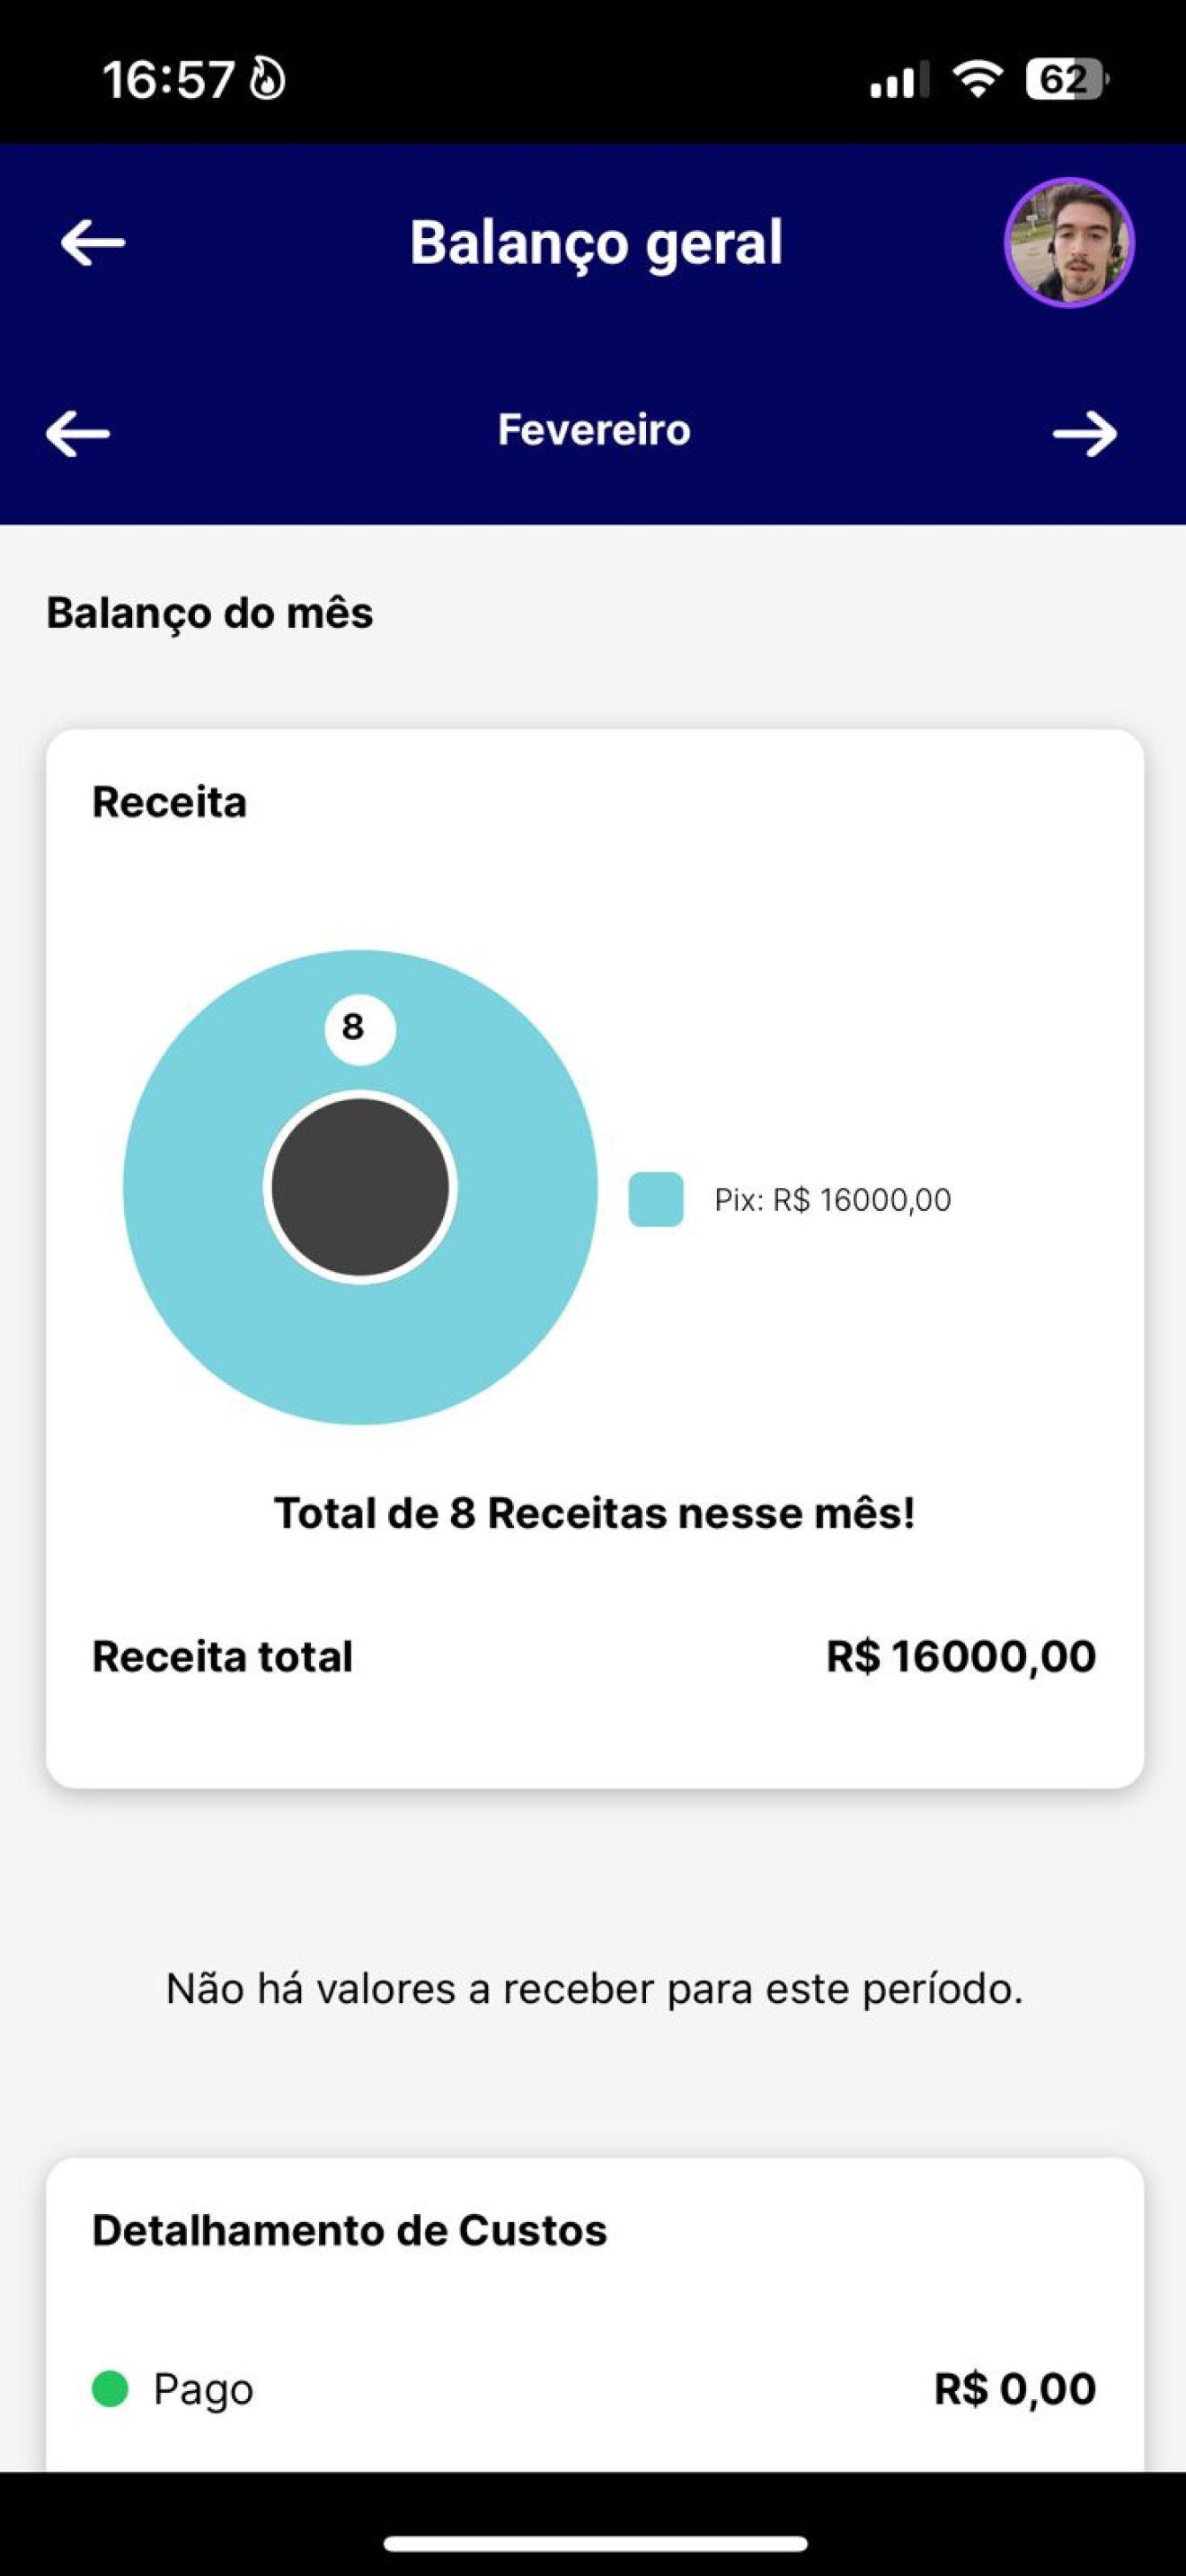 16:57
62
Balanço geral
Fevereiro
Balanço do mês
Receita
8
Pix: R$ 16000,00
Total de 8 Receitas nesse mês!
Receita total R$ 16000,00
Não há valores a receber para este período.
Detalhamento de Custos
Pago R$ 0,00